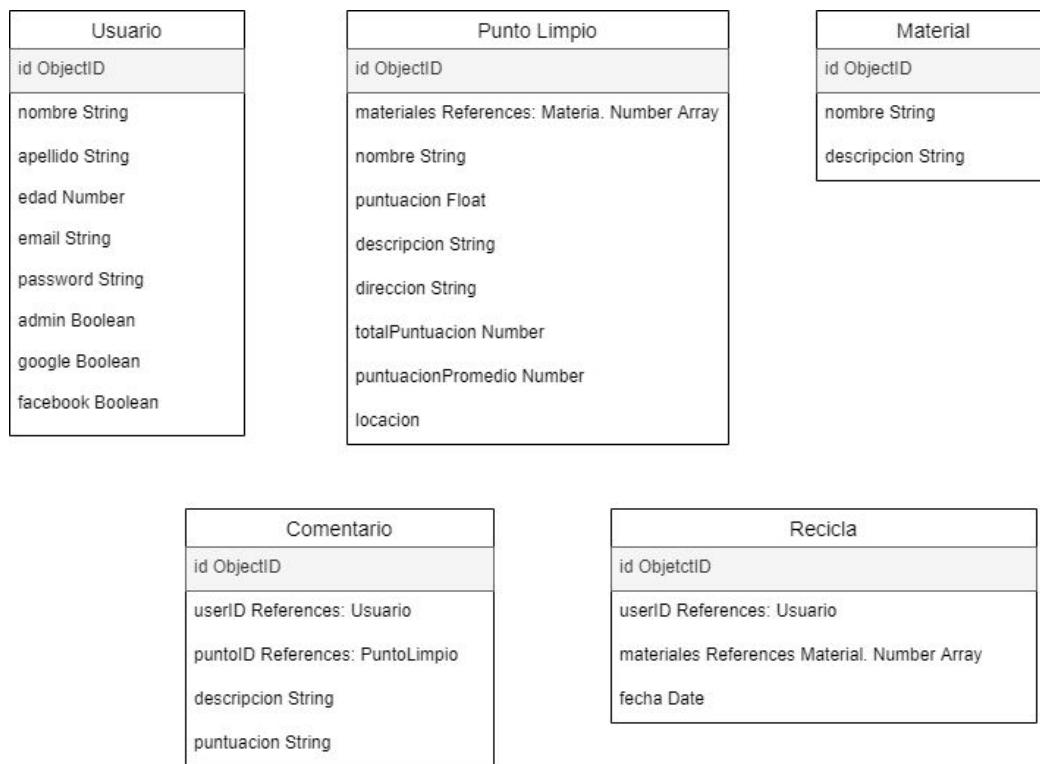 Usuario
id ObjectID
nombre String
apellido String
edad Number
email String
password String
admin Boolean
google Boolean
facebook Boolean
Punto Limpio
id ObjectID
materiales References: Materia. Number Array
nombre String
puntuacion Float
descripcion String
direccion String
totalPuntuacion Number
puntuacionPromedio Number
locacion
Material
id ObjectID
nombre String
descripcion String
Comentario
id ObjectID
userID References: Usuario
puntoID References: PuntoLimpio
descripcion String
puntuacion String
Recicla
id ObjetctID
userID References: Usuario
materiales References Material. Number Array
fecha Date